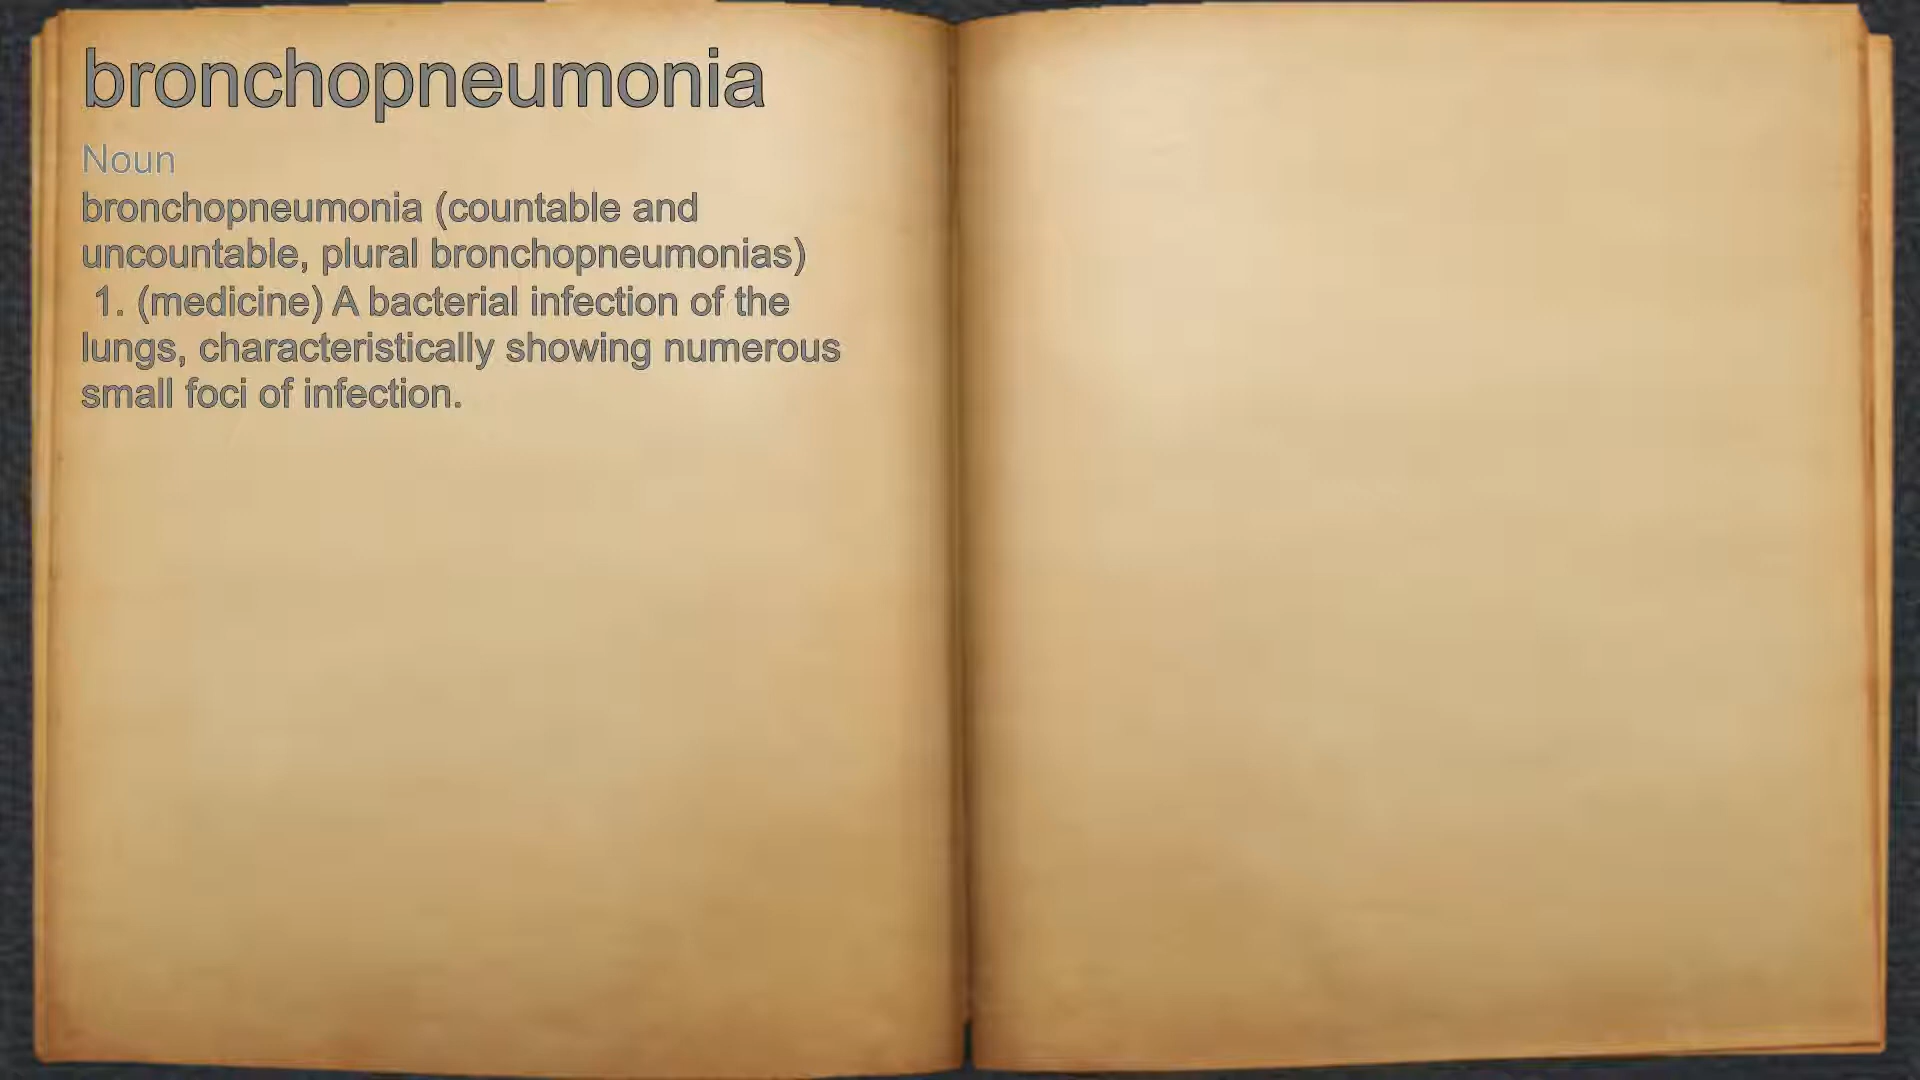 bronchopneumonia
Noun
bronchopneumonia (countable and
uncountable, plural bronchopneumonias)
1. (medicine) A bacterial infection of the
lungs, characteristically showing numerous
small foci of infection.